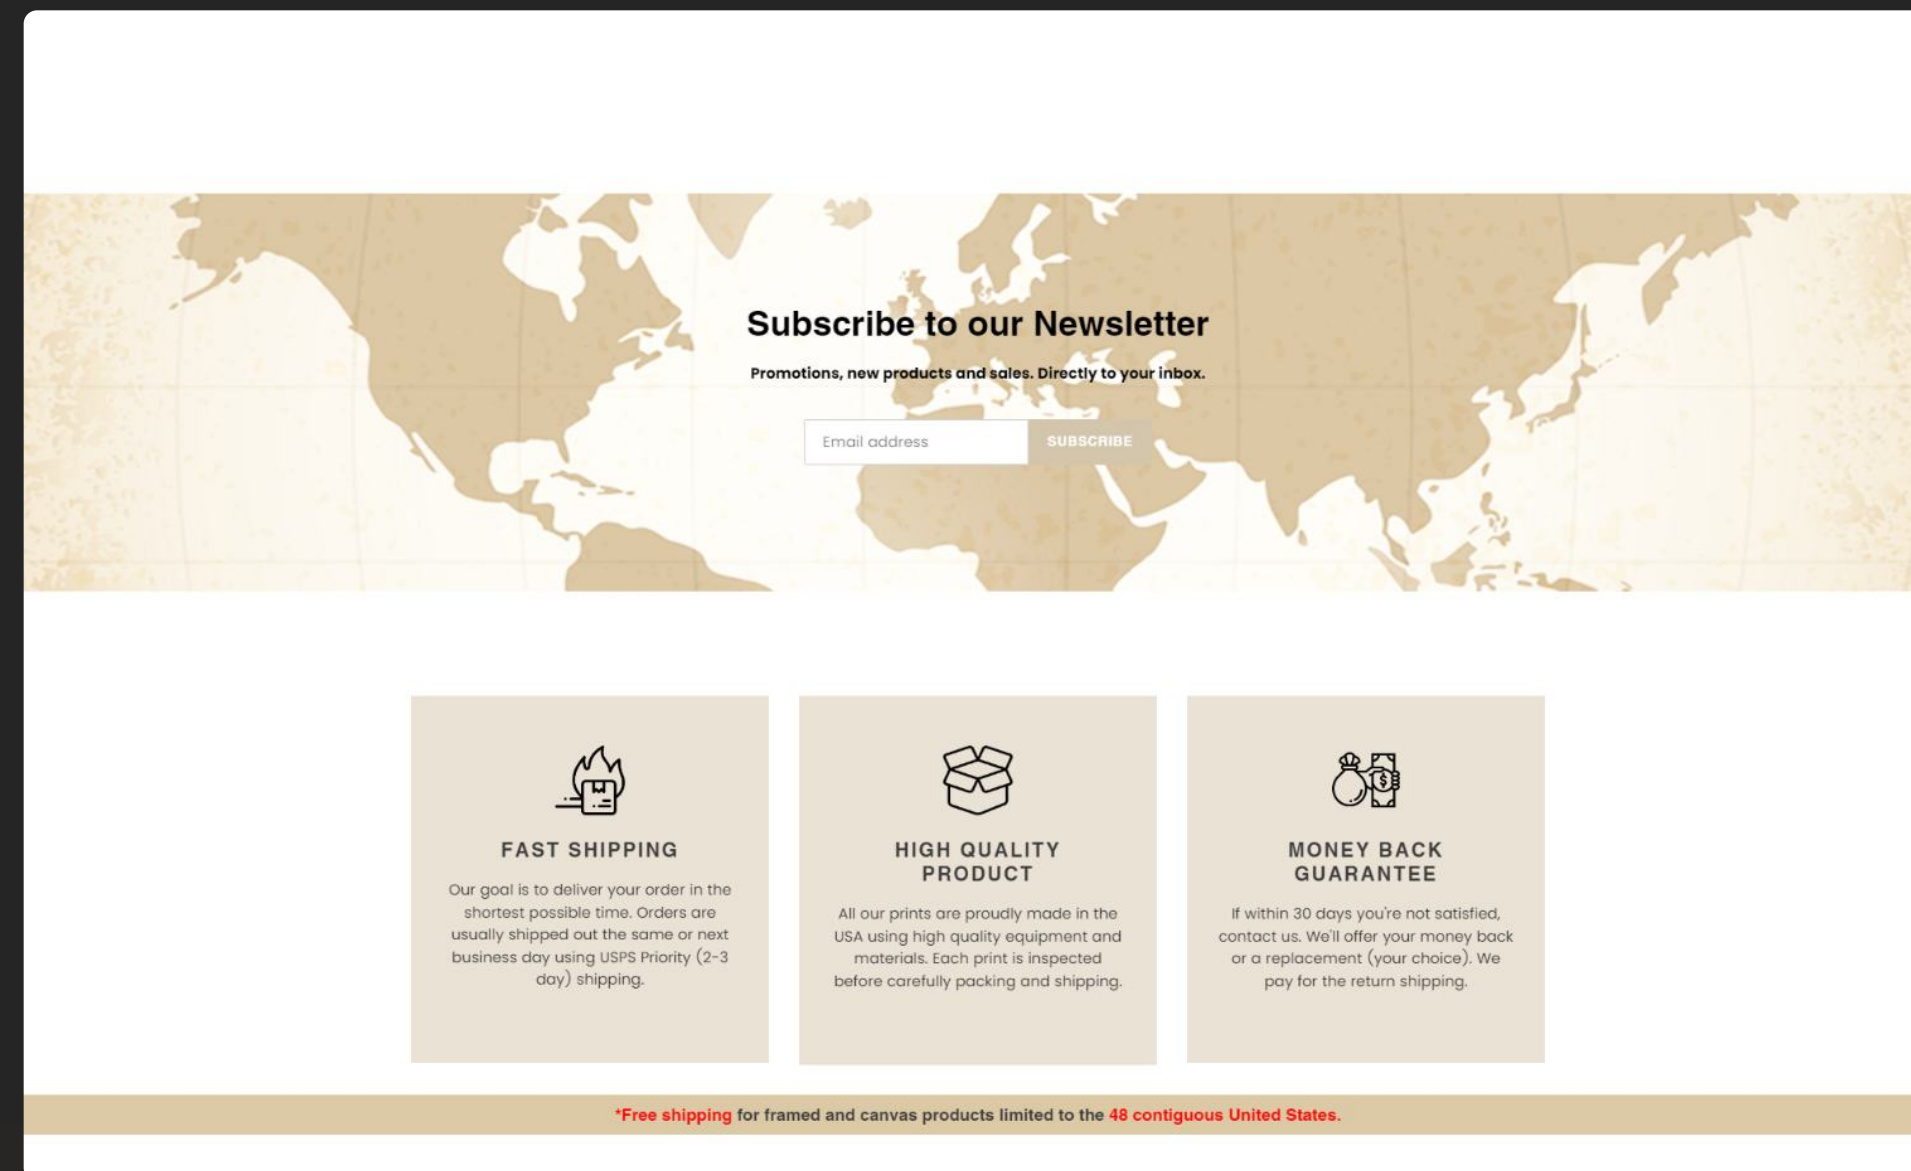 Subscribe to our Newsletter
Promotions, new products and sales. Directly to your inbox.
Email address
SUBSCRIBE
FAST SHIPPING
Our goal is to deliver your order in the
shortest possible time. Orders are
usually shipped out the same or next
business day using USPS Priority (2-3
day) shipping.
HIGH QUALITY
PRODUCT
All our prints are proudly made in the
USA using high quality equipment and
materials. Each print is inspected
before carefully packing and shipping.
MONEY BACK
GUARANTEE
If within 30 days you're not satisfied,
contact us. We'll offer your money back
or a replacement (your choice). We
pay for the return shipping.
*Free shipping for framed and canvas products limited to the 48 contiguous United States.